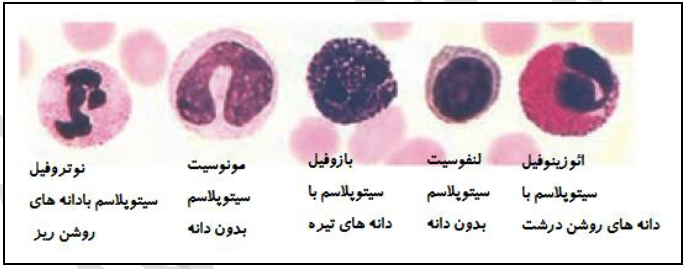 ائوزینوفیل
سیتوپلاسم با
دانه های روشن درشت
لنفوسیت
سیتوپلاسم
بدون دانه
بازوفیل
سیتوپلاسم با
دانه های تیره
مونوسیت
سیتوپلاسم
بدون دانه
نوتروفیل
سیتوپلاسم بادانه های
روشن ریز